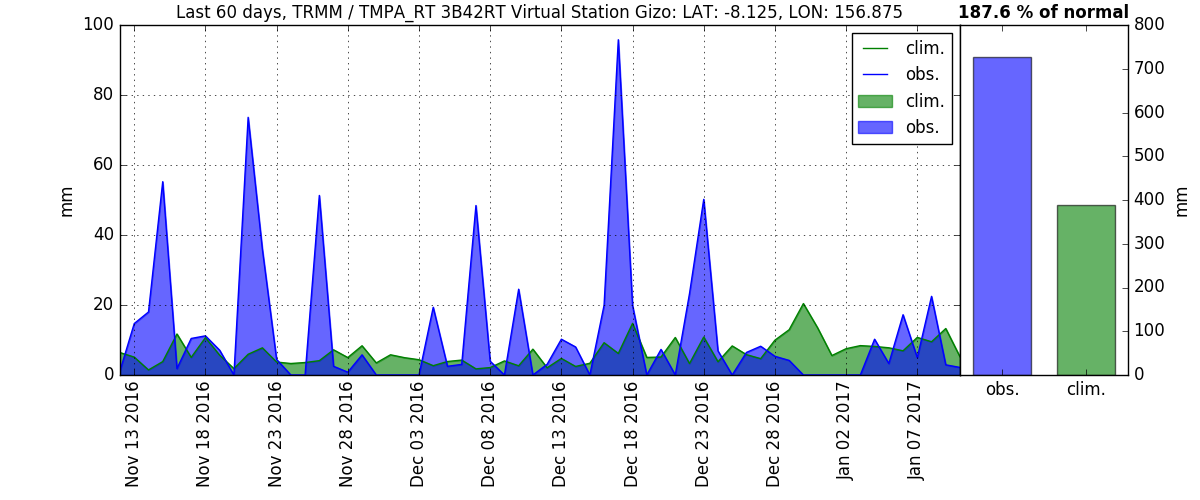 Last 60 days, TRMM / TMPA_RT 3B42RT Virtual Station Gizo: LAT: -8.125, LON: 156.875
187.6 % of normal
100
80
60
40
20
0
mm
clim.
obs.
clim.
obs.
800
700
600
500
400
300
200
100
0
mm
obs.
clim.
Nov 13 2016
Nov 18 2016
Nov 23 2016
Nov 28 2016
Dec 03 2016
Dec 08 2016
Dec 13 2016
Dec 18 2016
Dec 23 2016
Dec 28 2016
Jan 02 2017
Jan 07 2017